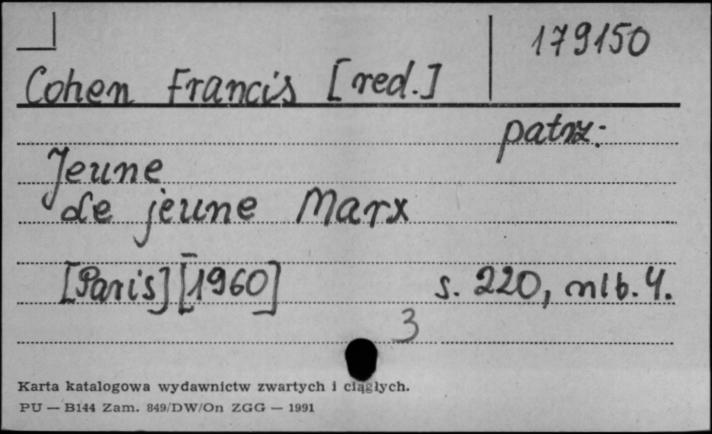 179150
Cohen Francis [red.]
patrz:
Jeune
Le jeune Marx
[Paris] [1960] s. 220, nlb. 4.
3
Karta katalogowa wydawnictw zwartych i ciągłych.
PU — B144 Zam. 849/DW/On ZGG — 1991